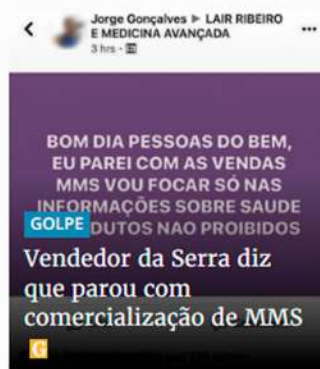 Jorge Gonçalves ▶ LAIR RIBEIRO
E MEDICINA AVANÇADA
3 hrs •
BOM DIA PESSOAS DO BEM,
EU PAREI COM AS VENDAS
MMS VOU FOCAR SÓ NAS
INFORMAÇÕES SOBRE SAUDE
GOLPE DUTOS NAO PROIBIDOS
Vendedor da Serra diz
que parou com
comercialização de MMS
G